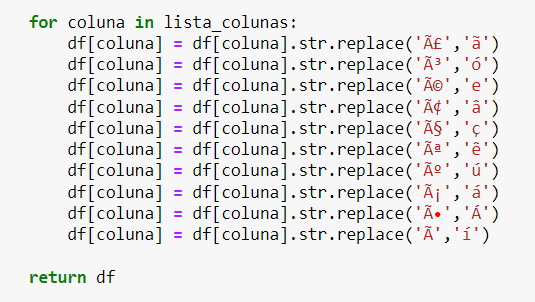 for coluna in lista_colunas:
df[coluna] = df[coluna].str.replace('Ã£','ã')
df[coluna] = df[coluna].str.replace('Ã³','ó')
df[coluna] = df[coluna].str.replace('Ã©','e')
df[coluna] = df[coluna].str.replace('Ã¢','â')
df[coluna] = df[coluna].str.replace('Ã§','ç')
df[coluna] = df[coluna].str.replace('Ãª','ê')
df[coluna] = df[coluna].str.replace('Ãº','ú')
df[coluna] = df[coluna].str.replace('Ã¡','á')
df[coluna] = df[coluna].str.replace('Ã•','Á')
df[coluna] = df[coluna].str.replace('Ã','í')
return df